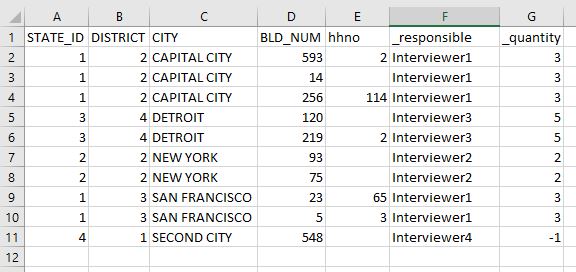 A B C D E F G
1 STATE_ID DISTRICT CITY BLD_NUM hhno _responsible _quantity
2 1 2 CAPITAL CITY 593 2 Interviewer1 3
3 1 2 CAPITAL CITY 14 Interviewer1 3
4 1 2 CAPITAL CITY 256 114 Interviewer1 3
5 3 4 DETROIT 120 Interviewer3 5
6 3 4 DETROIT 219 2 Interviewer3 5
7 2 2 NEW YORK 93 Interviewer2 2
8 2 2 NEW YORK 75 Interviewer2 2
9 1 3 SAN FRANCISCO 23 65 Interviewer1 3
10 1 3 SAN FRANCISCO 5 3 Interviewer1 3
11 4 1 SECOND CITY 548 Interviewer4 -1
12